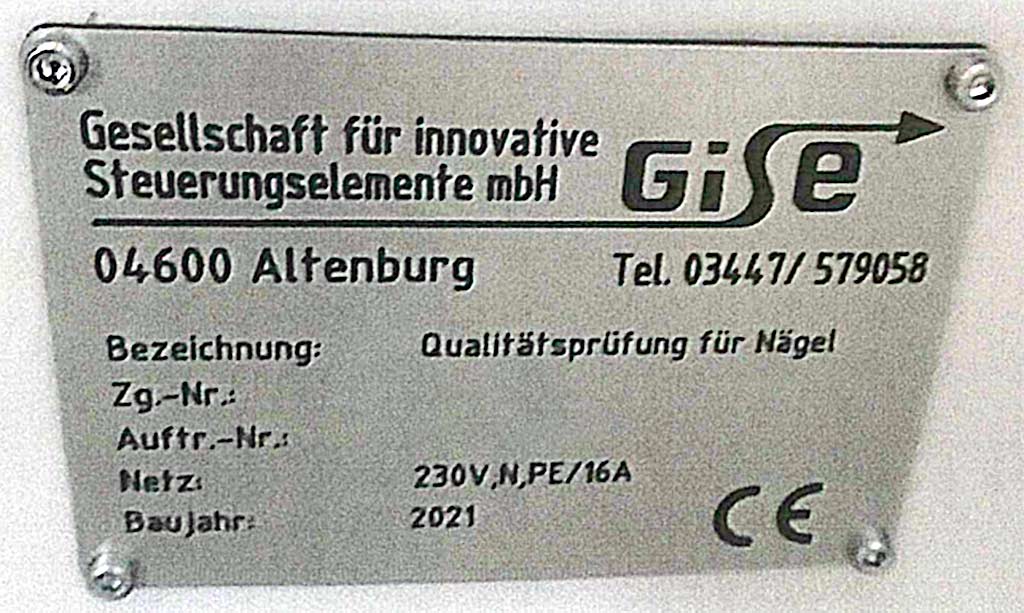 Gesellschaft für innovative
Steuerungselemente mbH
GiSe
04600 Altenburg Tel. 03447/ 579058
Bezeichnung: Qualitätsprüfung für Nägel
Zg.-Nr.:
Auftr.-Nr.:
Netz: 230V,N,PE/16A
Baujahr: 2021
CE